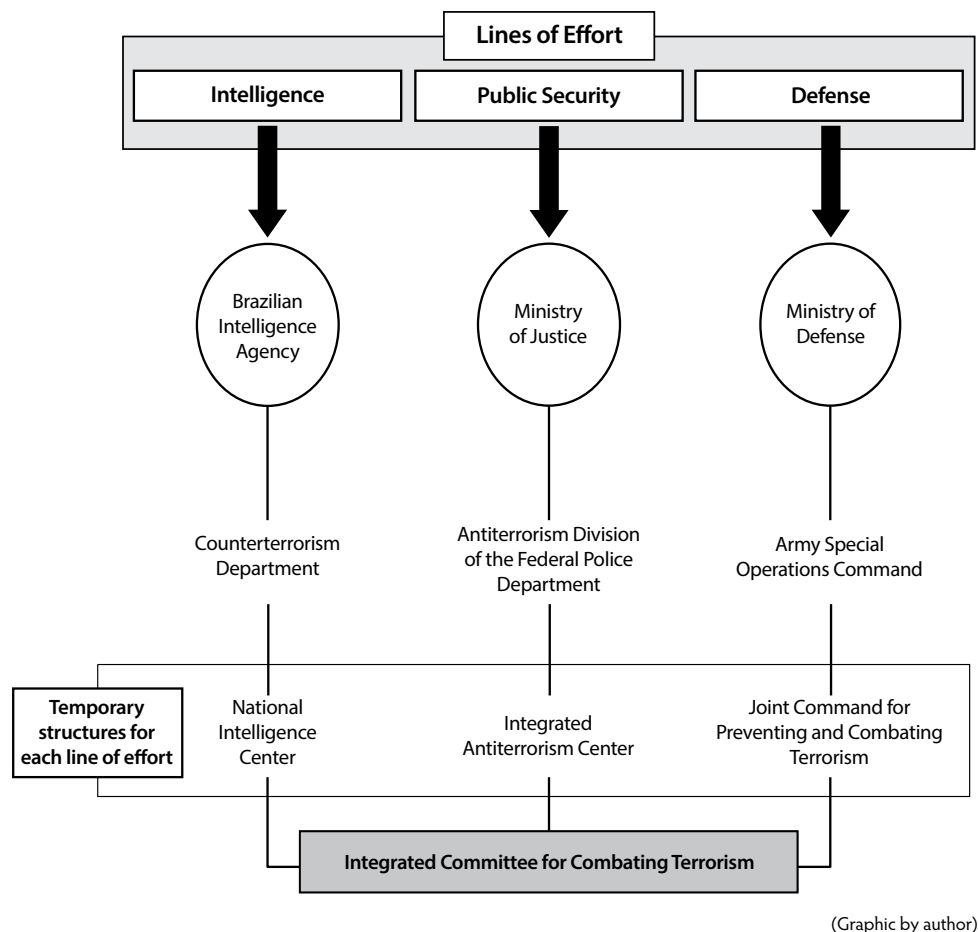 Lines of Effort
Intelligence
Public Security
Defense
Brazilian
Intelligence
Agency
Ministry
of Justice
Ministry of
Defense
Counterterrorism
Department
Antiterrorism Division
of the Federal Police
Department
Army Special
Operations Command
Temporary
structures for
each line of effort
National
Intelligence
Center
Integrated
Antiterrorism Center
Joint Command for
Preventing and Combating
Terrorism
Integrated Committee for Combating Terrorism
(Graphic by author)